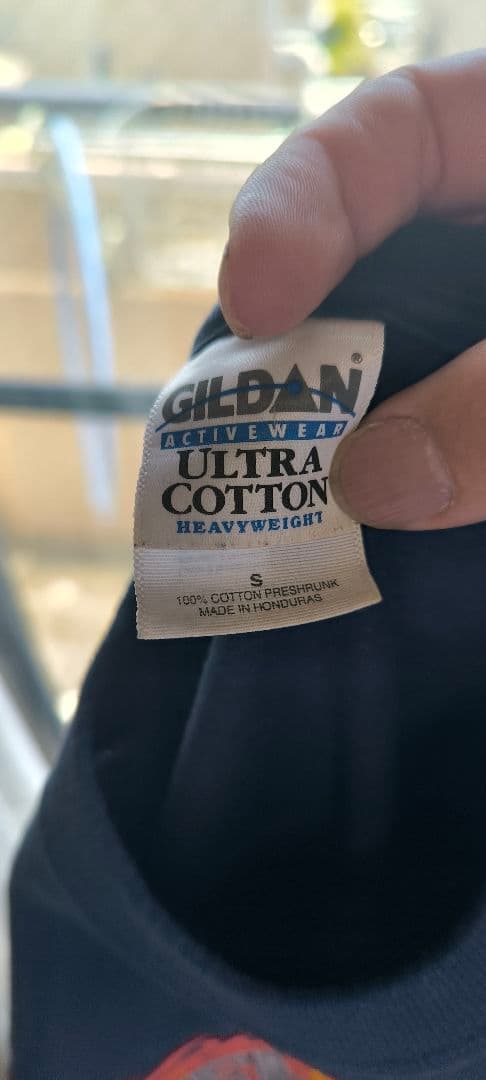 GILDAN®
ACTIVEWEAR
ULTRA
COTTON
HEAVYWEIGHT
S
100% COTTON PRESHRUNK
MADE IN HONDURAS